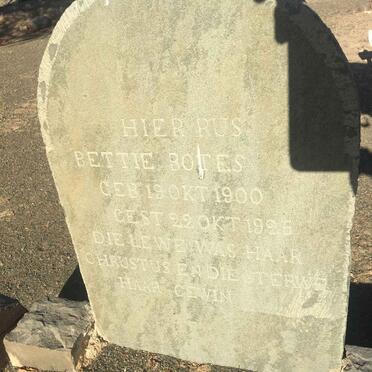 HIER RUS
BETTIE BOTES
GEB 19 OKT 1900
GEST 22 OKT 1925
DIE LEWE WAS HAAR
CHRISTUS EN DIE STERWE
HAAR GEWIN